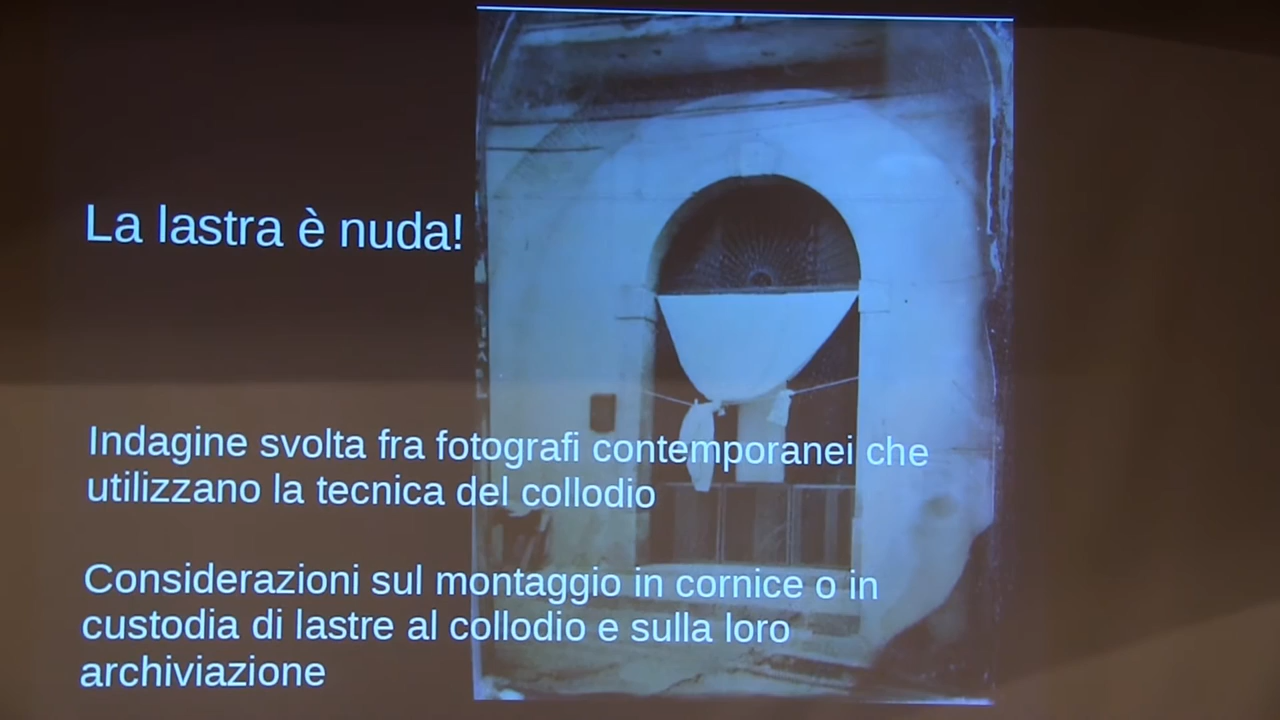 La lastra è nuda!
Indagine svolta fra fotografi contemporanei che
utilizzano la tecnica del collodio
Considerazioni sul montaggio in cornice o in
custodia di lastre al collodio e sulla loro
archiviazione